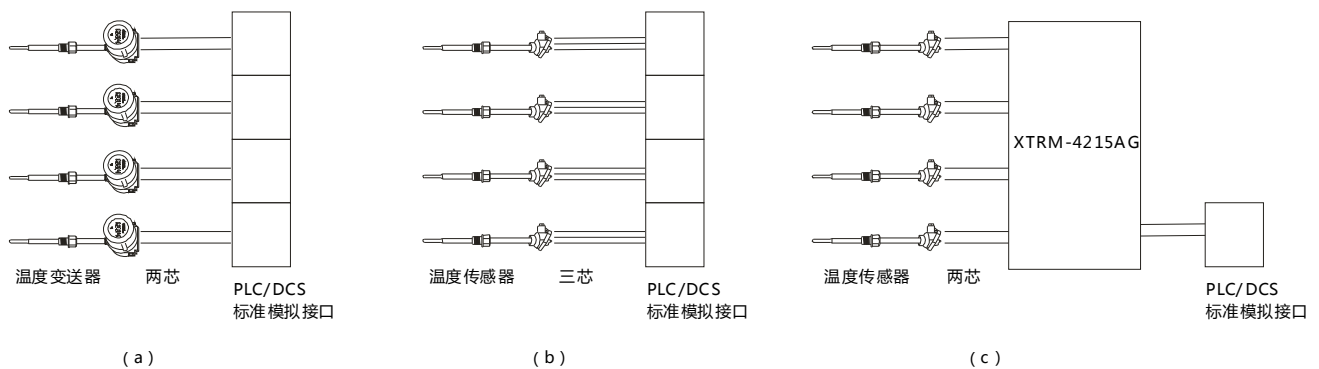 温度变送器
两芯
PLC/DCS
标准模拟接口
(a)
温度传感器
三芯
PLC/DCS
标准模拟接口
(b)
XTRM-4215AG
温度传感器
两芯
PLC/DCS
标准模拟接口
(c)